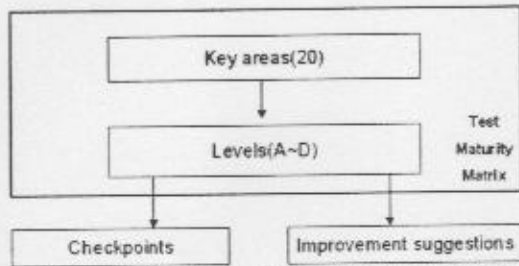 Key areas(20)
Levels(A~D)
Test
Maturity
Matrix
Checkpoints
Improvement suggestions